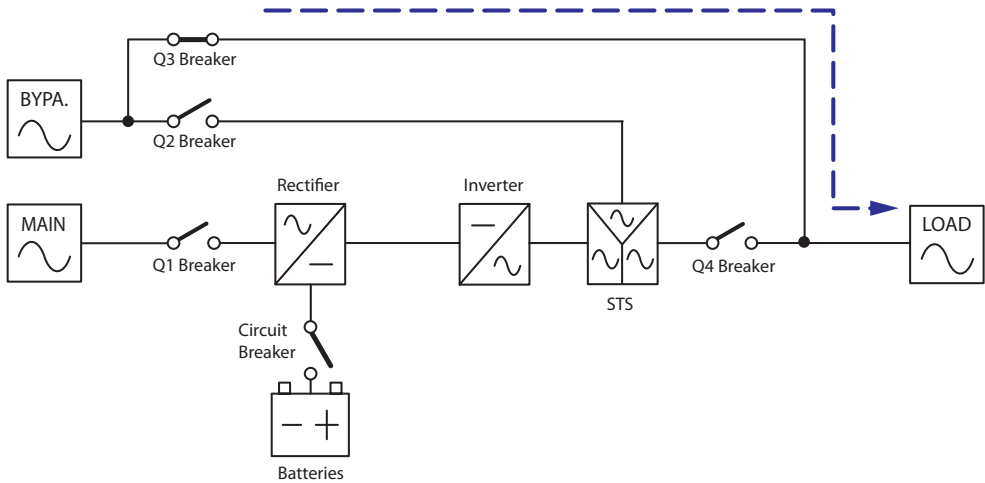 Q3 Breaker
BYPA.
Q2 Breaker
Rectifier
Inverter
MAIN
LOAD
Q1 Breaker
Q4 Breaker
STS
Circuit
Breaker
Batteries